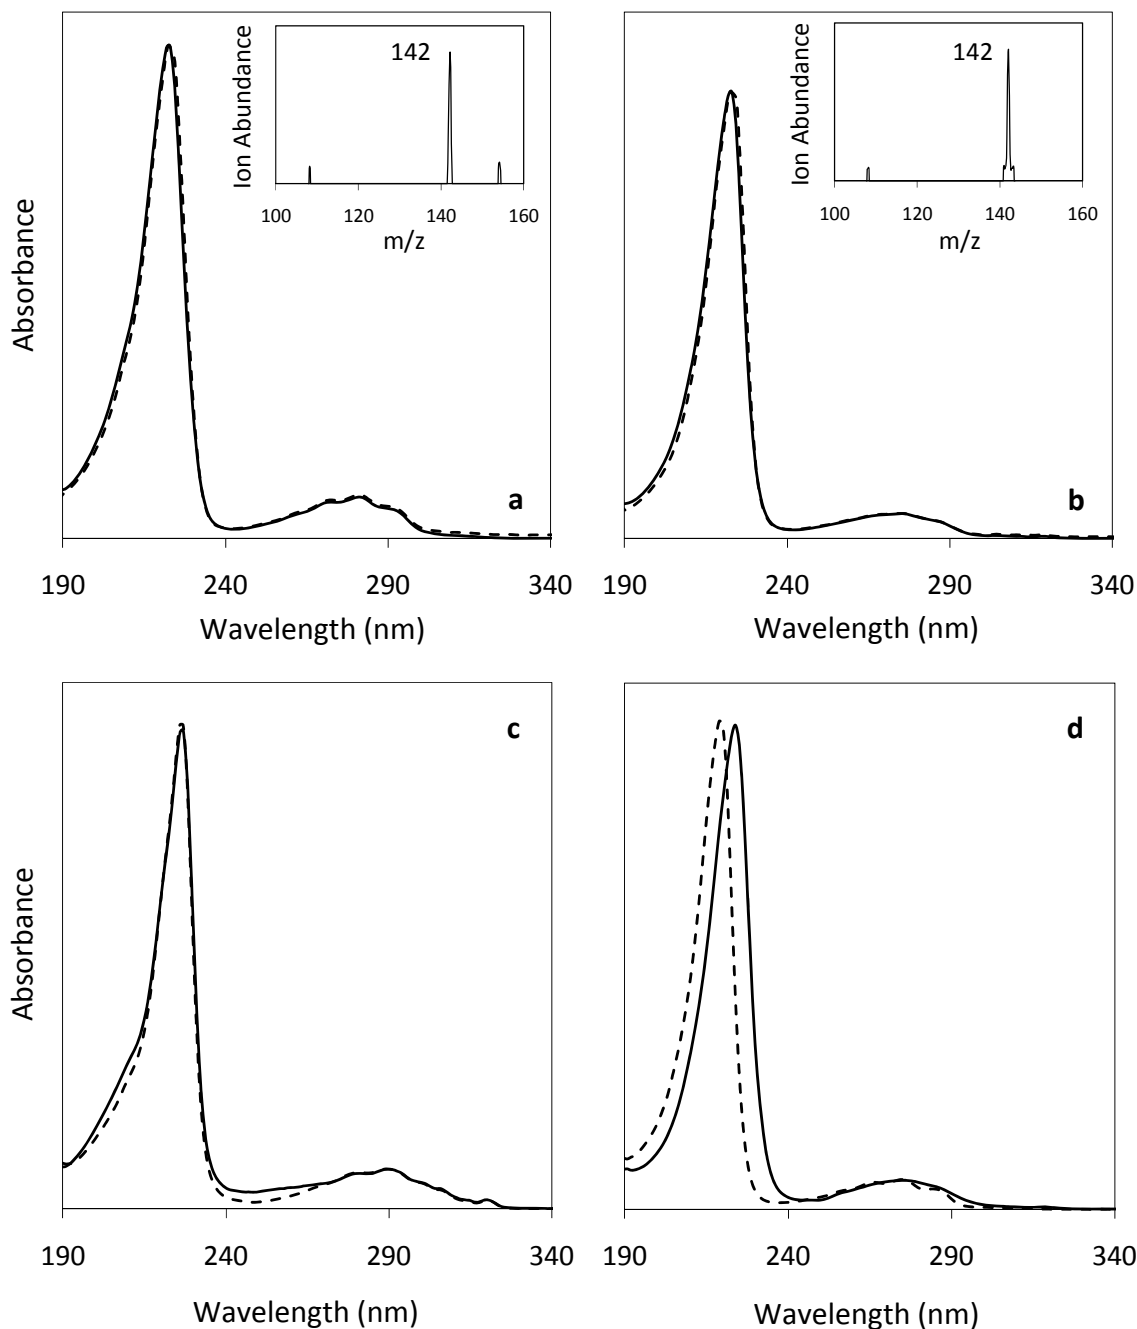 142
Ion Abundance
100 120 140 160
m/z
a
Absorbance
190 240 290 340
Wavelength (nm)
142
Ion Abundance
100 120 140 160
m/z
b
190 240 290 340
Wavelength (nm)
c
Absorbance
190 240 290 340
Wavelength (nm)
d
190 240 290 340
Wavelength (nm)